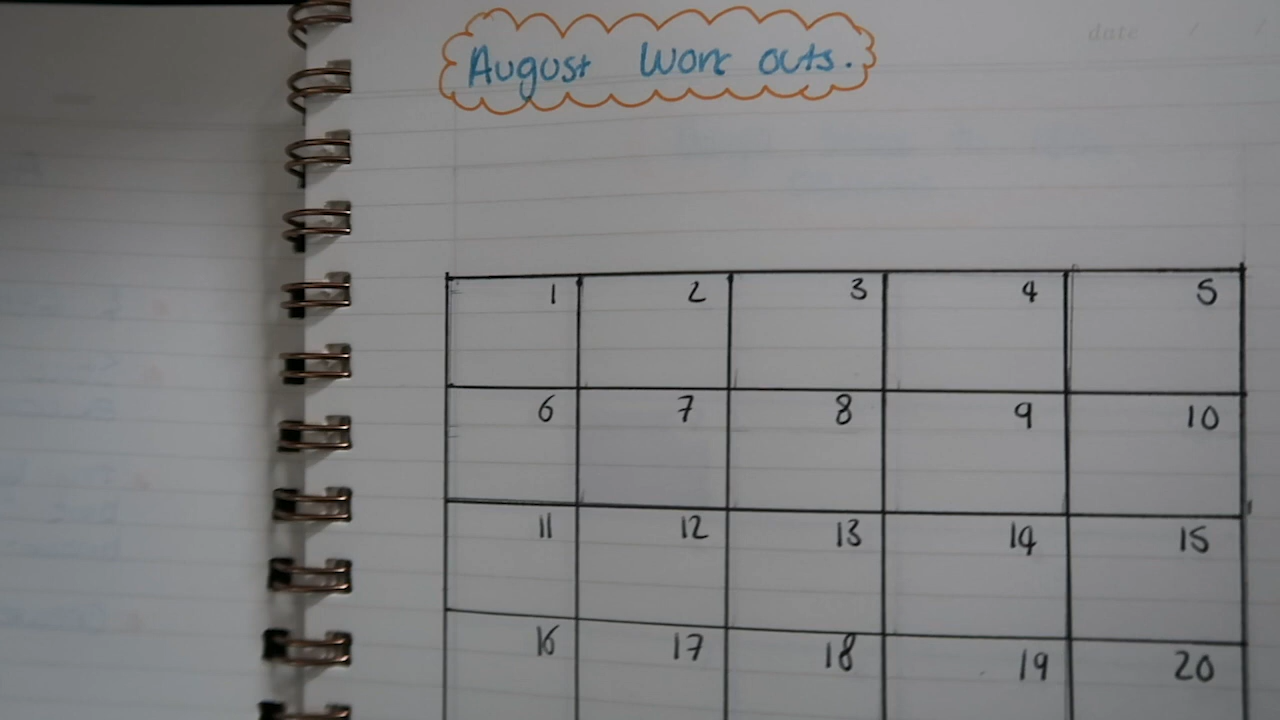 August Work outs.
date / /
1 2 3 4 5
6 7 8 9 10
11 12 13 14 15
16 17 18 19 20